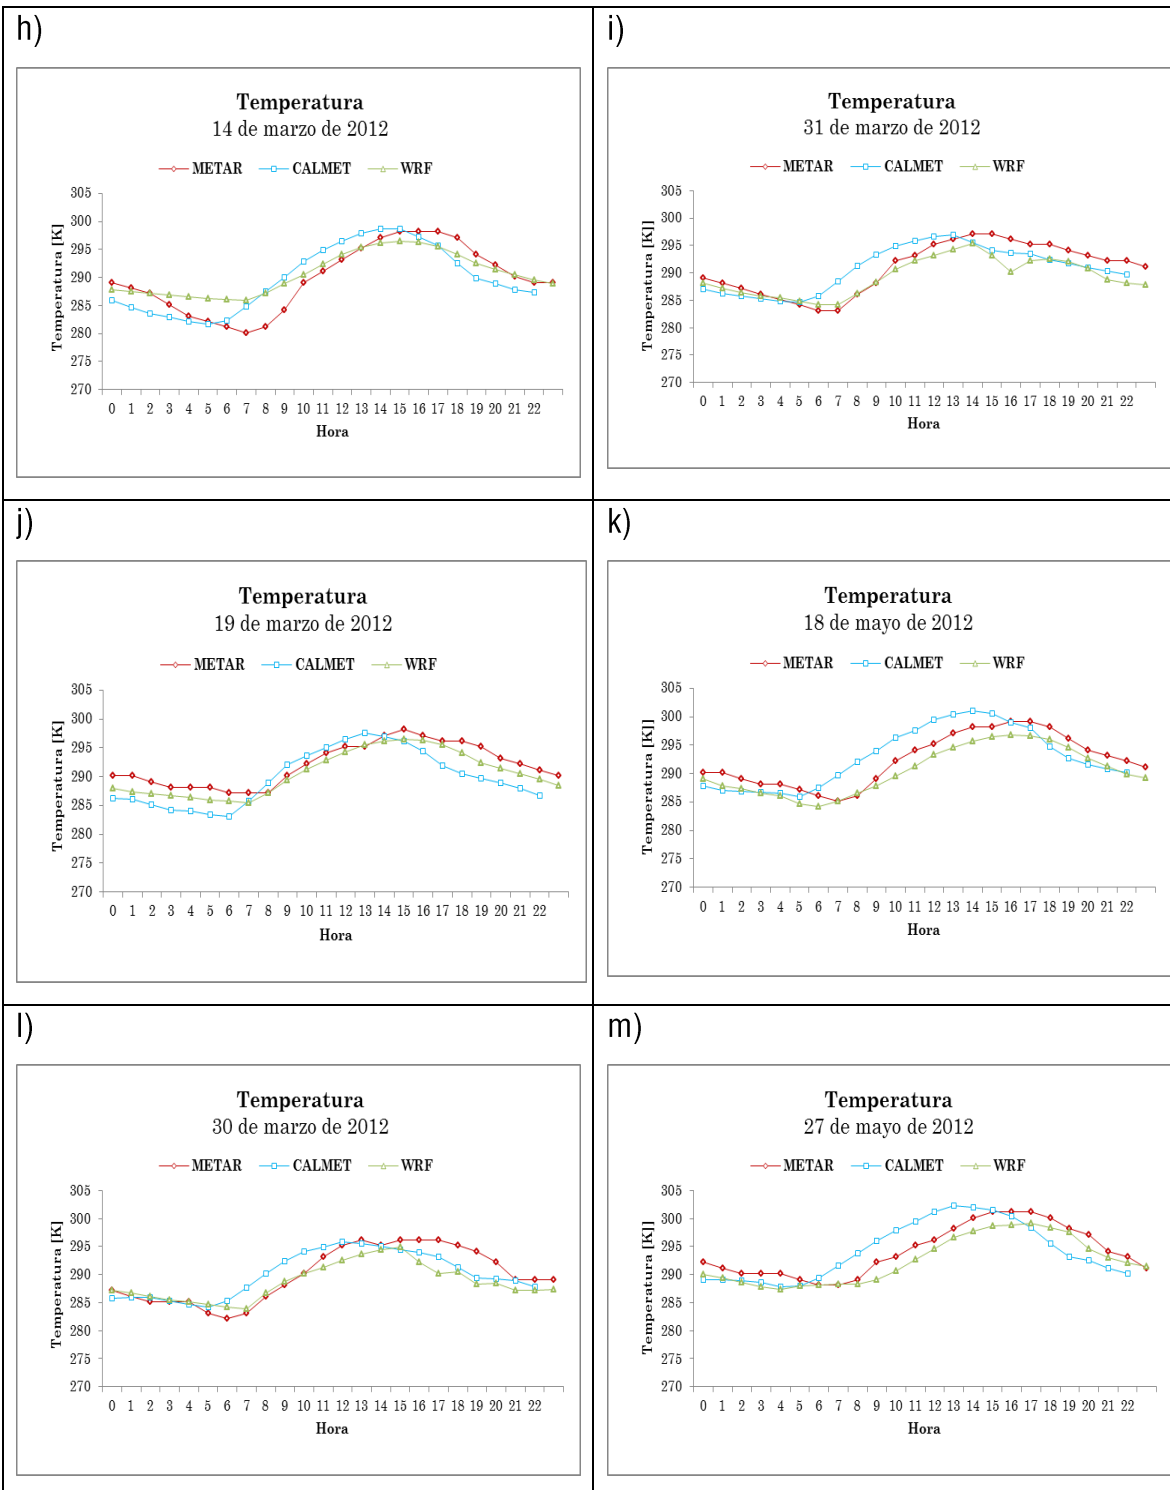 h)
Temperatura
14 de marzo de 2012
METAR CALMET WRF
Temperatura [K]
305
300
295
290
285
280
275
270
0 1 2 3 4 5 6 7 8 9 10 11 12 13 14 15 16 17 18 19 20 21 22
Hora
i)
Temperatura
31 de marzo de 2012
METAR CALMET WRF
Temperatura [K]]
305
300
295
290
285
280
275
270
0 1 2 3 4 5 6 7 8 9 10 11 12 13 14 15 16 17 18 19 20 21 22
Hora
j)
Temperatura
19 de marzo de 2012
METAR CALMET WRF
Temperatura [K]
305
300
295
290
285
280
275
270
0 1 2 3 4 5 6 7 8 9 10 11 12 13 14 15 16 17 18 19 20 21 22
Hora
k)
Temperatura
18 de mayo de 2012
METAR CALMET WRF
Temperatura [K]]
305
300
295
290
285
280
275
270
0 1 2 3 4 5 6 7 8 9 10 11 12 13 14 15 16 17 18 19 20 21 22
Hora
l)
Temperatura
30 de marzo de 2012
METAR CALMET WRF
Temperatura [K]
305
300
295
290
285
280
275
270
0 1 2 3 4 5 6 7 8 9 10 11 12 13 14 15 16 17 18 19 20 21 22
Hora
m)
Temperatura
27 de mayo de 2012
METAR CALMET WRF
Temperatura [K]]
305
300
295
290
285
280
275
270
0 1 2 3 4 5 6 7 8 9 10 11 12 13 14 15 16 17 18 19 20 21 22
Hora